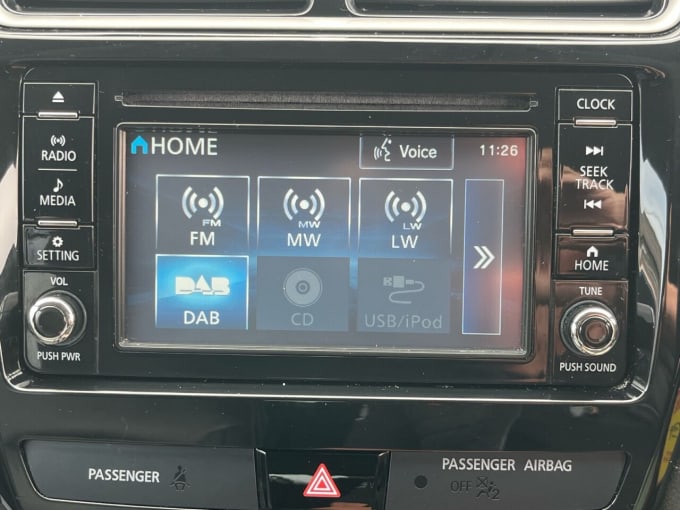 CLOCK
RADIO
MEDIA
SETTING
VOL
PUSH PWR
HOME
Voice
11:26
FM
FM
MW
MW
LW
LW
DAB
DAB
CD
USB/iPod
SEEK
TRACK
HOME
TUNE
PUSH SOUND
PASSENGER
PASSENGER AIRBAG
OFF
2